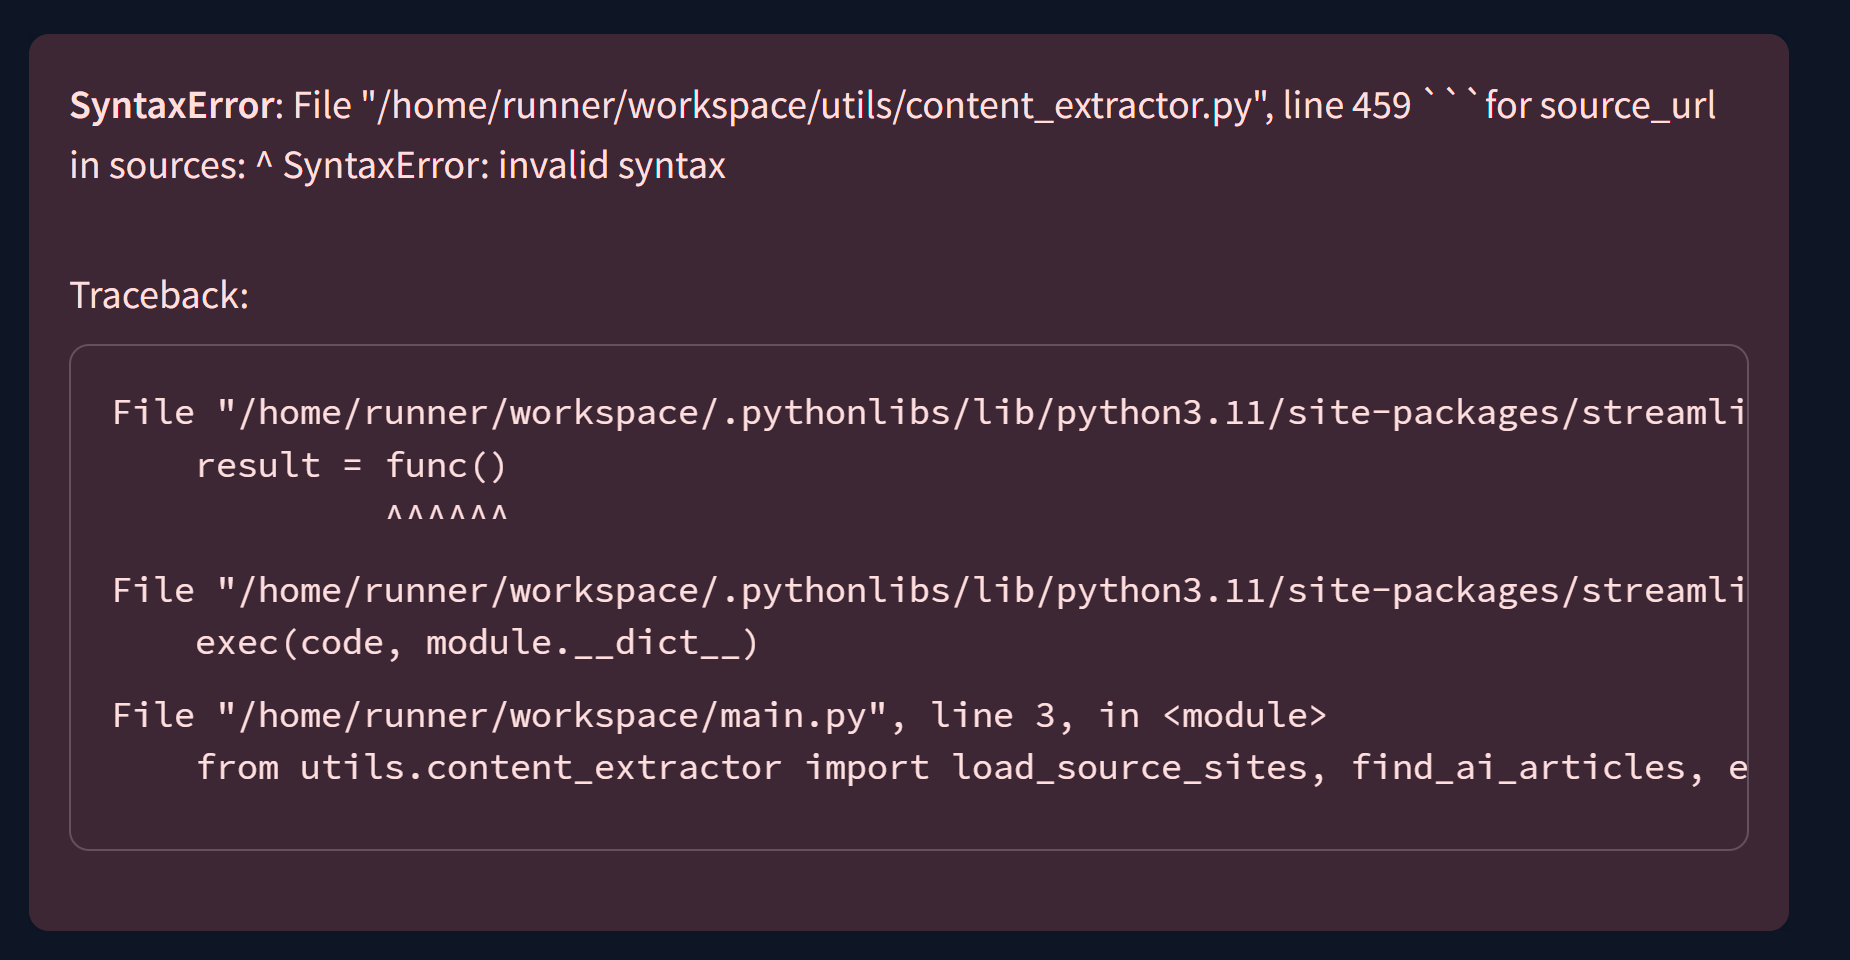 SyntaxError: File "/home/runner/workspace/utils/content_extractor.py", line 459 ```for source_url
in sources: ^ SyntaxError: invalid syntax
Traceback:
File "/home/runner/workspace/.pythonlibs/lib/python3.11/site-packages/streamli
    result = func()
             ^^^^^^
File "/home/runner/workspace/.pythonlibs/lib/python3.11/site-packages/streamli
    exec(code, module.__dict__)
File "/home/runner/workspace/main.py", line 3, in <module>
    from utils.content_extractor import load_source_sites, find_ai_articles, e